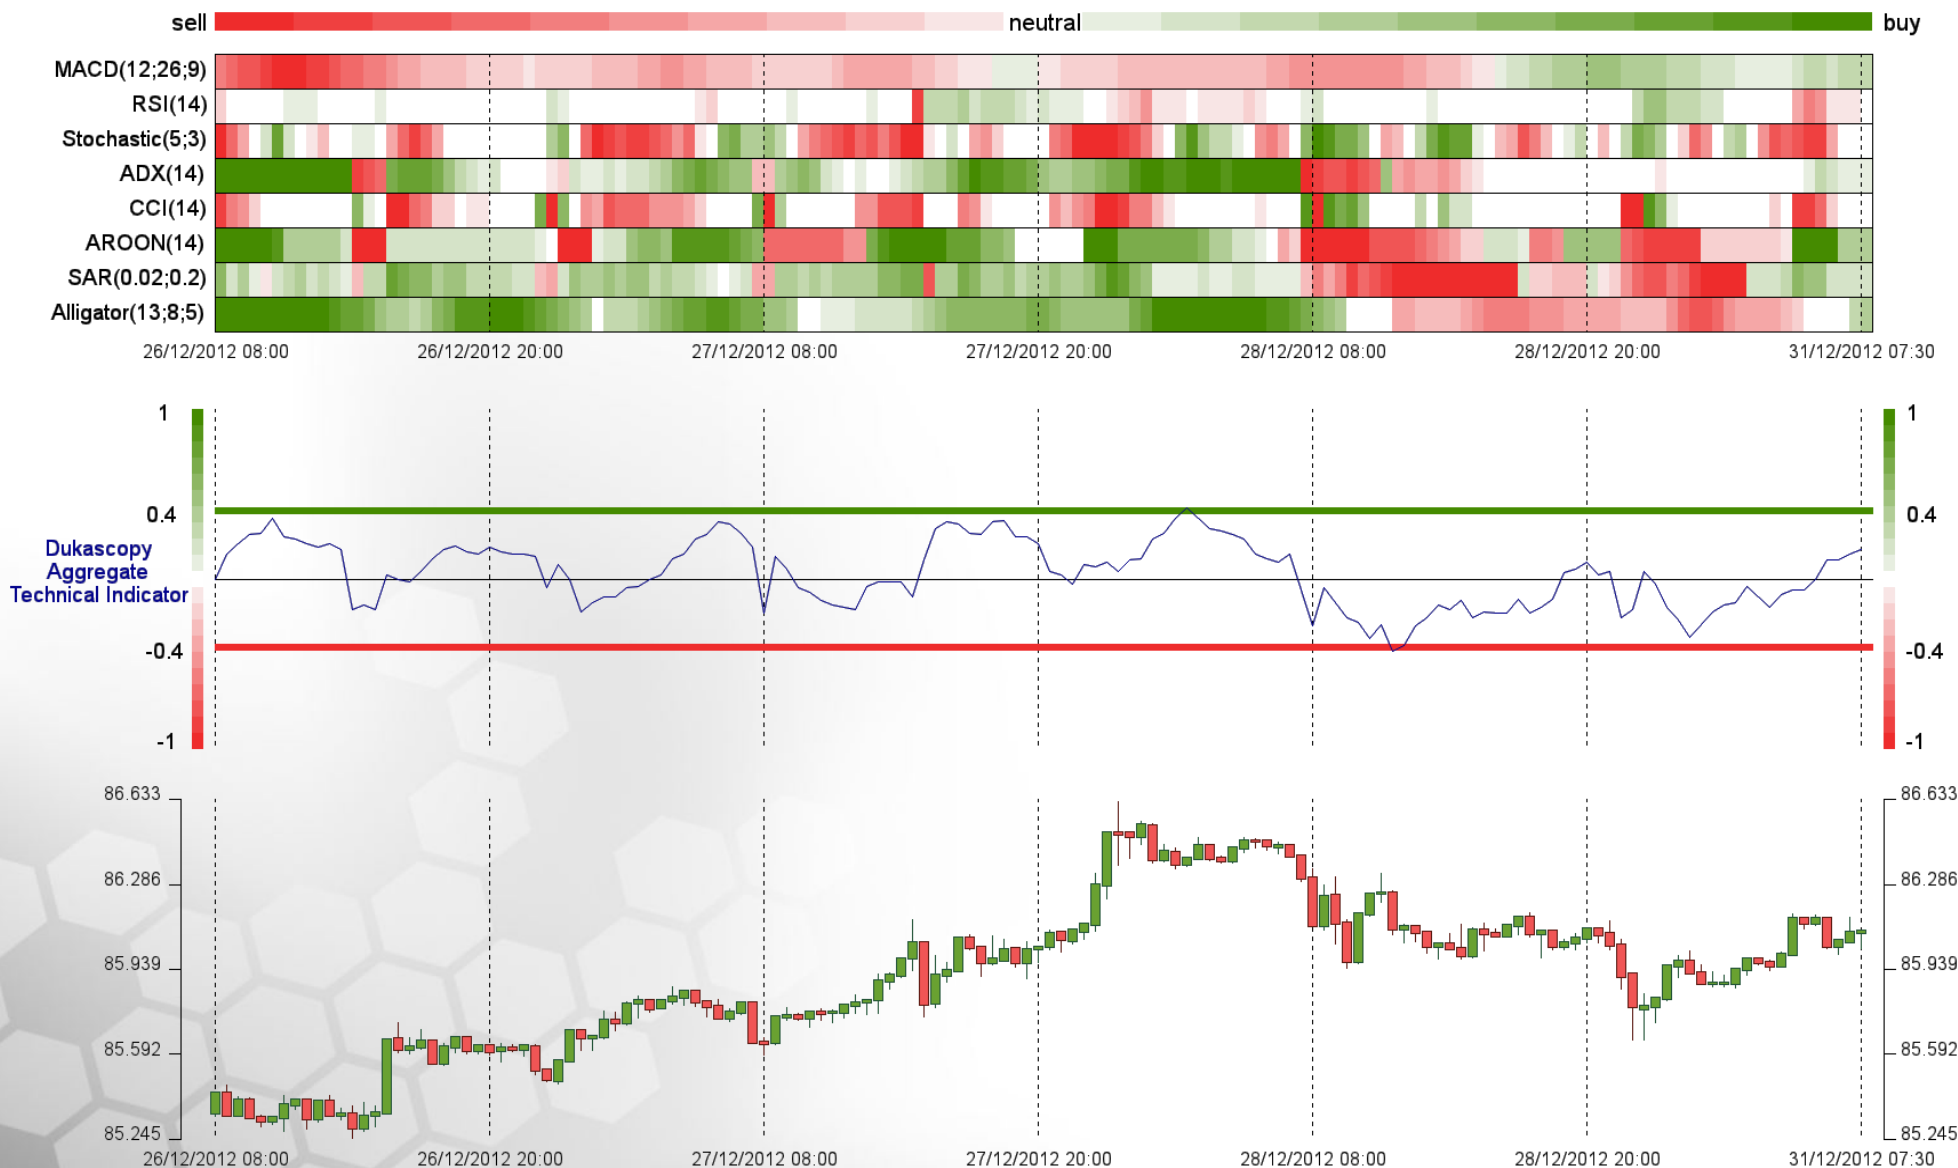 sell neutral buy
MACD(12;26;9)
RSI(14)
Stochastic(5;3)
ADX(14)
CCI(14)
AROON(14)
SAR(0.02;0.2)
Alligator(13;8;5)
26/12/2012 08:00 26/12/2012 20:00 27/12/2012 08:00 27/12/2012 20:00 28/12/2012 08:00 28/12/2012 20:00 31/12/2012 07:30
1 1
0.4 0.4
Dukascopy
Aggregate
Technical Indicator
-0.4 -0.4
-1 -1
86.633 86.633
86.286 86.286
85.939 85.939
85.592 85.592
85.245 85.245
26/12/2012 08:00 26/12/2012 20:00 27/12/2012 08:00 27/12/2012 20:00 28/12/2012 08:00 28/12/2012 20:00 31/12/2012 07:30